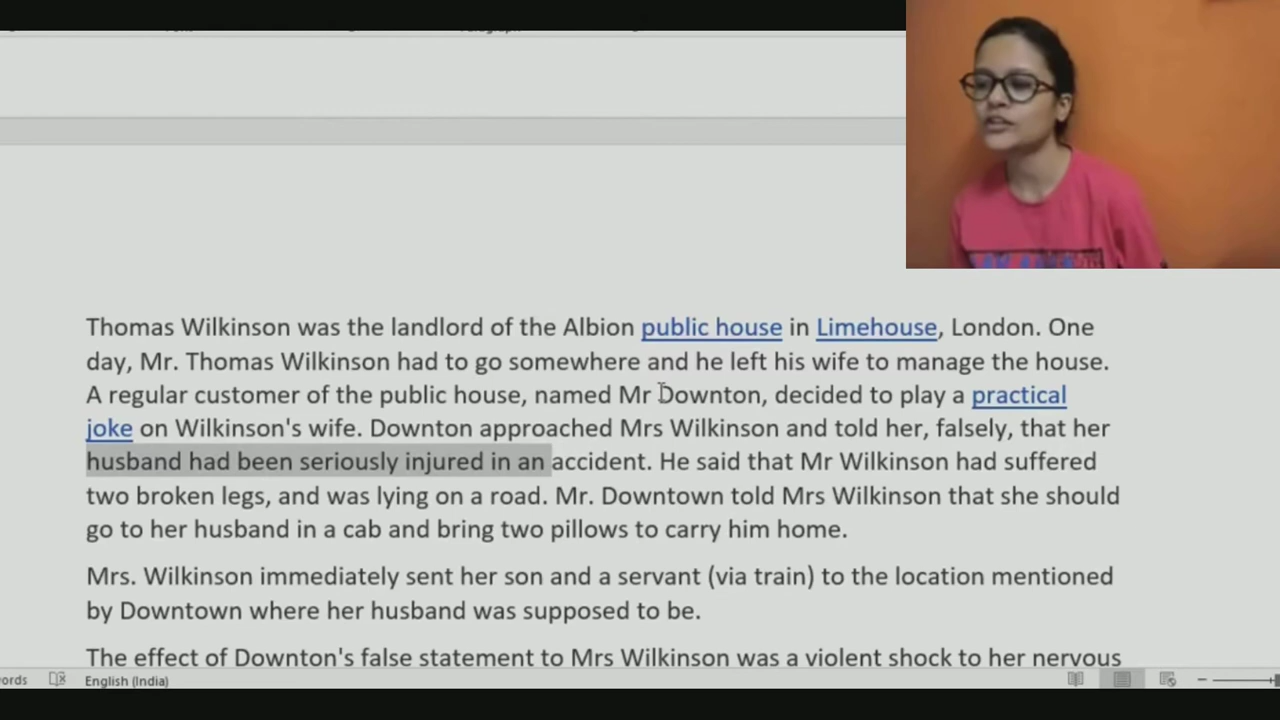 Thomas Wilkinson was the landlord of the Albion public house in Limehouse, London. One
day, Mr. Thomas Wilkinson had to go somewhere and he left his wife to manage the house.
A regular customer of the public house, named Mr Downton, decided to play a practical
joke on Wilkinson's wife. Downton approached Mrs Wilkinson and told her, falsely, that her
husband had been seriously injured in an accident. He said that Mr Wilkinson had suffered
two broken legs, and was lying on a road. Mr. Downtown told Mrs Wilkinson that she should
go to her husband in a cab and bring two pillows to carry him home.
Mrs. Wilkinson immediately sent her son and a servant (via train) to the location mentioned
by Downtown where her husband was supposed to be.
The effect of Downton's false statement to Mrs Wilkinson was a violent shock to her nervous
English (India)